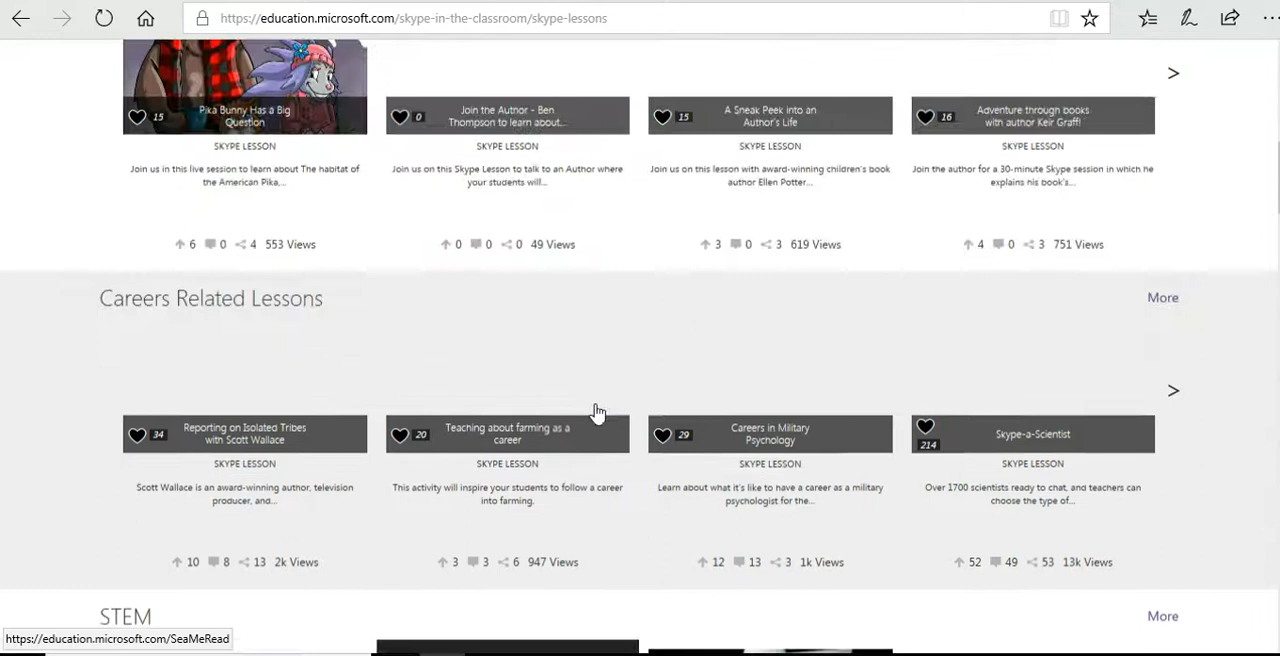 https://education.microsoft.com/skype-in-the-classroom/skype-lessons
15 Pika Bunny Has a Big
Question
0 Join the Author - Ben
Thompson to learn about...
15 A Sneak Peek into an
Author's Life
16 Adventure through books
with author Keir Graff!
SKYPE LESSON SKYPE LESSON SKYPE LESSON SKYPE LESSON
Join us in this live session to learn about The habitat of
the American Pika,...
Join us on this Skype Lesson to talk to an Author where
your students will...
Join us on this lesson with award-winning children's book
author Ellen Potter...
Join the author for a 30-minute Skype session in which he
explains his book's...
6 0 4 553 Views
0 0 0 49 Views
3 0 3 619 Views
4 0 3 751 Views
Careers Related Lessons More
34 Reporting on Isolated Tribes
with Scott Wallace
20 Teaching about farming as a
career
29 Careers in Military
Psychology
214 Skype-a-Scientist
SKYPE LESSON SKYPE LESSON SKYPE LESSON SKYPE LESSON
Scott Wallace is an award-winning author, television
producer, and...
This activity will inspire your students to follow a career
into farming.
Learn about what it's like to have a career as a military
psychologist for the...
Over 1700 scientists ready to chat, and teachers can
choose the type of...
10 8 13 2k Views
3 3 6 947 Views
12 13 3 1k Views
52 49 53 13k Views
STEM More
https://education.microsoft.com/SeaMeRead